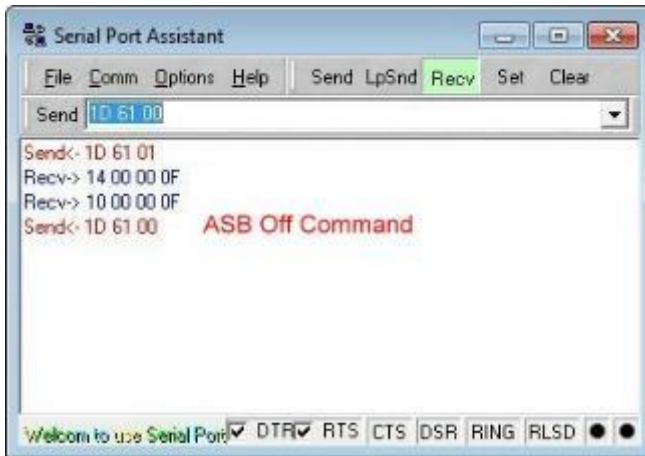 Serial Port Assistant
File Comm Options Help Send LpSnd Recv Set Clear
Send 1D 61 00
Send<- 1D 61 01
Recv-> 14 00 00 0F
Recv-> 10 00 00 0F
Send<- 1D 61 00 ASB Off Command
Welcom to use Serial Port DTR RTS CTS DSR RING RLSD